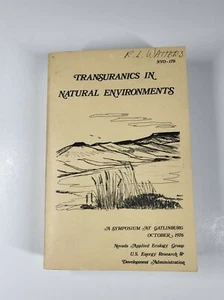 R. L. WATTERS
NVO-178
TRANSURANICS IN
NATURAL ENVIRONMENTS
A SYMPOSIUM AT GATLINBURG
OCTOBER, 1976
Nevada Applied Ecology Group
U.S. Energy Research &
Development Administration